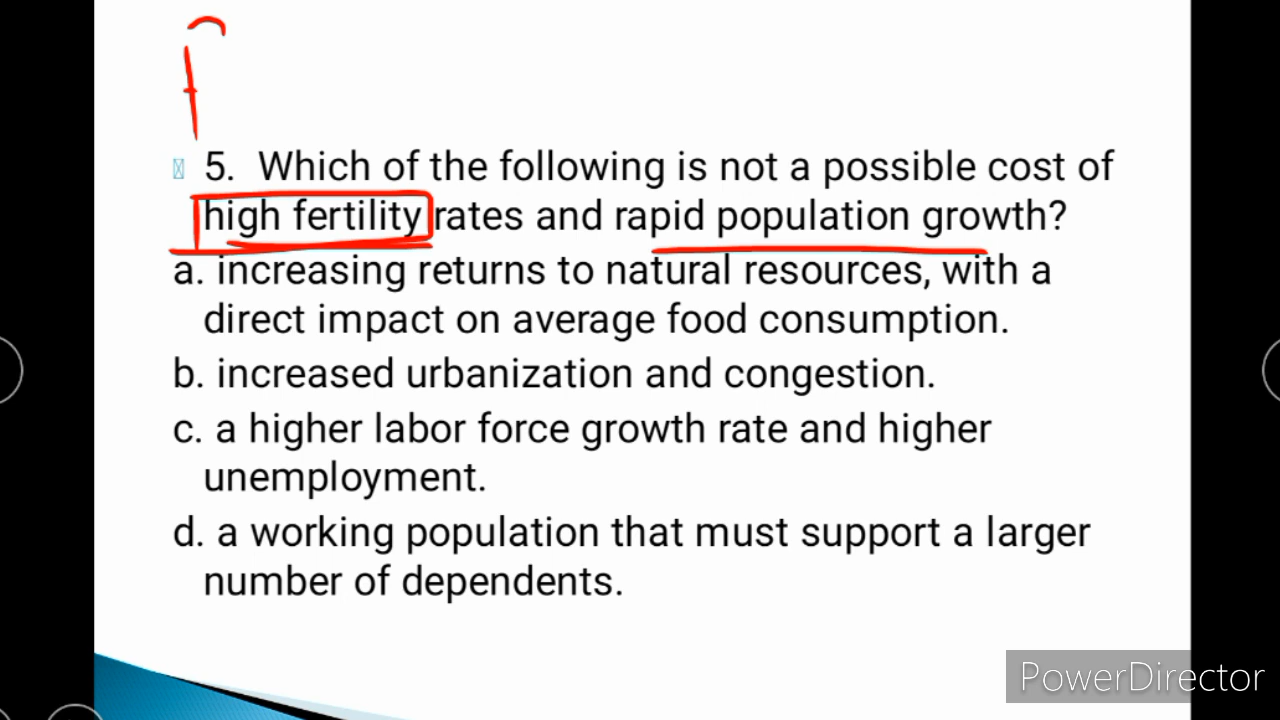 5. Which of the following is not a possible cost of
high fertility rates and rapid population growth?
a. increasing returns to natural resources, with a
direct impact on average food consumption.
b. increased urbanization and congestion.
c. a higher labor force growth rate and higher
unemployment.
d. a working population that must support a larger
number of dependents.
PowerDirector